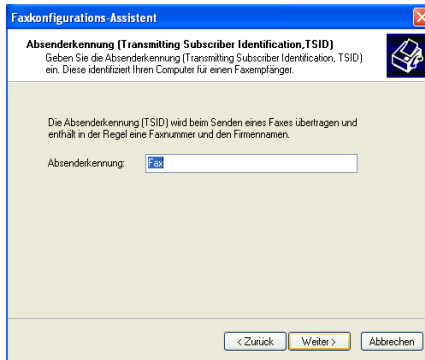 Faxkonfigurations-Assistent
Absenderkennung (Transmitting Subscriber Identification,TSID)
Geben Sie die Absenderkennung (Transmitting Subscriber Identification, TSID)
ein. Diese identifiziert Ihren Computer für einen Faxempfänger.
Die Absenderkennung (TSID) wird beim Senden eines Faxes übertragen und
enthält in der Regel eine Faxnummer und den Firmennamen.
Absenderkennung: Fax
< Zurück Weiter > Abbrechen